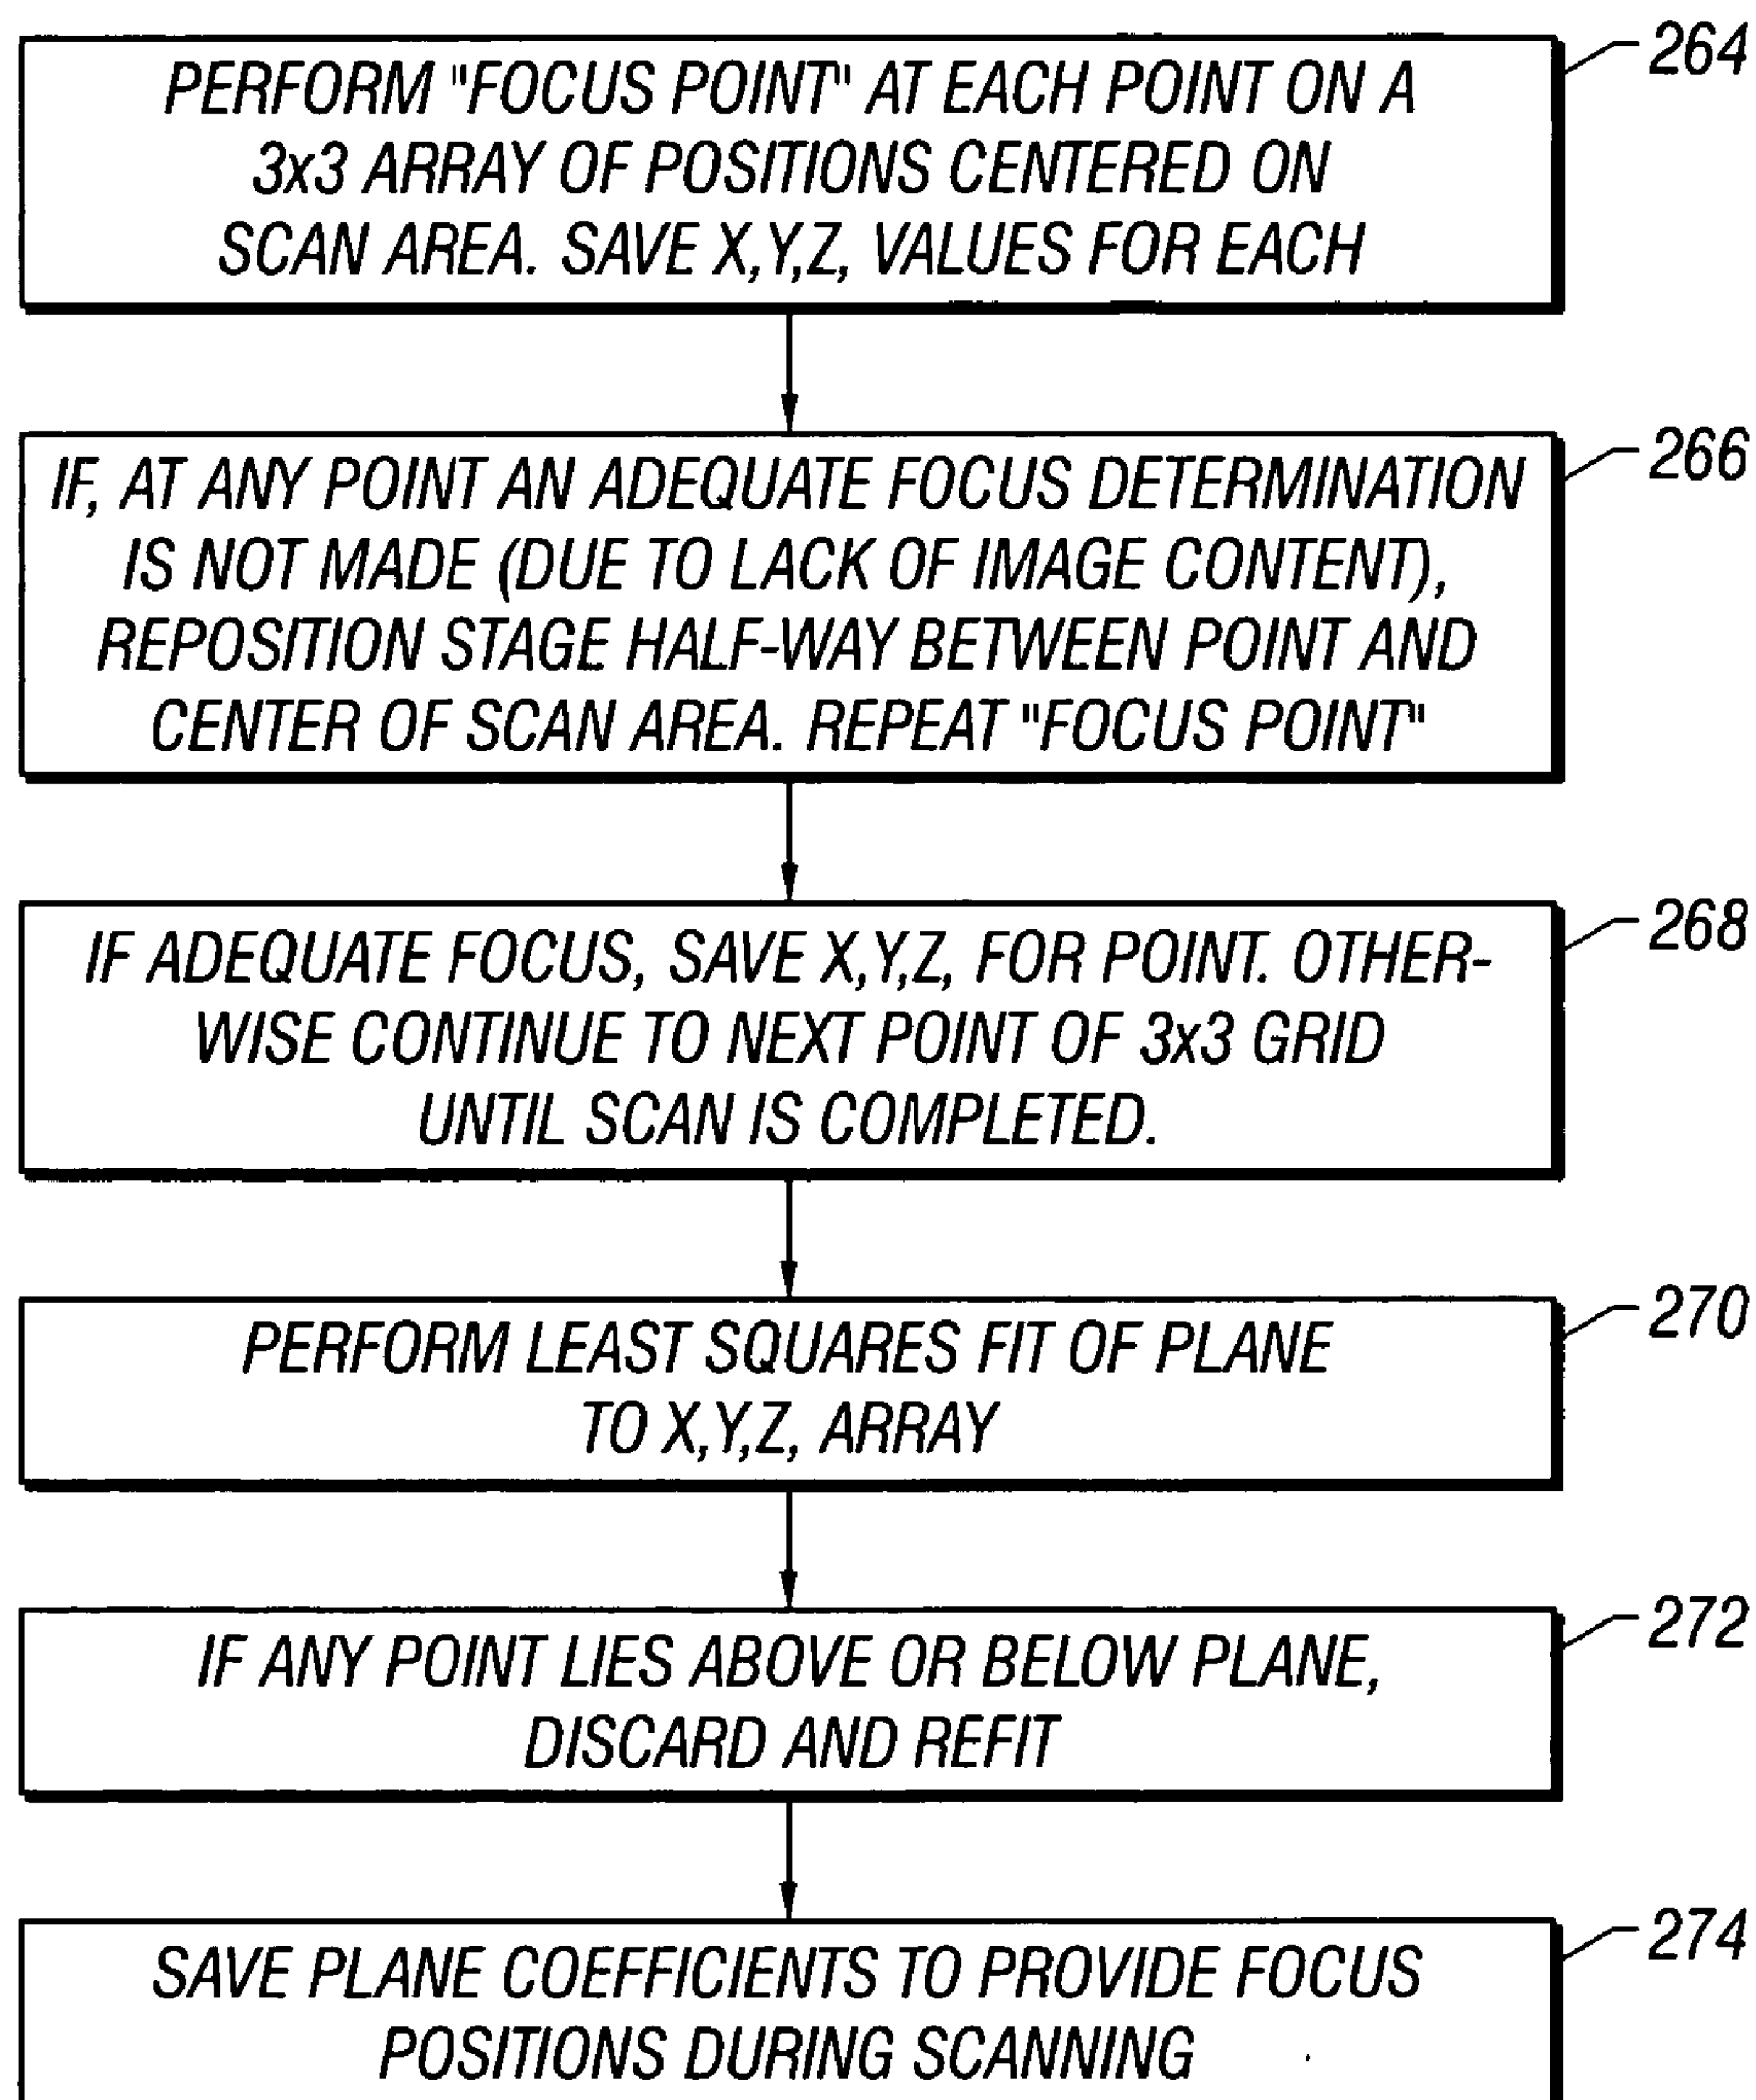 264
PERFORM "FOCUS POINT" AT EACH POINT ON A
3x3 ARRAY OF POSITIONS CENTERED ON
SCAN AREA. SAVE X,Y,Z, VALUES FOR EACH
266
IF, AT ANY POINT AN ADEQUATE FOCUS DETERMINATION
IS NOT MADE (DUE TO LACK OF IMAGE CONTENT),
REPOSITION STAGE HALF-WAY BETWEEN POINT AND
CENTER OF SCAN AREA. REPEAT "FOCUS POINT"
268
IF ADEQUATE FOCUS, SAVE X,Y,Z, FOR POINT. OTHER-
WISE CONTINUE TO NEXT POINT OF 3x3 GRID
UNTIL SCAN IS COMPLETED.
270
PERFORM LEAST SQUARES FIT OF PLANE
TO X,Y,Z, ARRAY
272
IF ANY POINT LIES ABOVE OR BELOW PLANE,
DISCARD AND REFIT
274
SAVE PLANE COEFFICIENTS TO PROVIDE FOCUS
POSITIONS DURING SCANNING